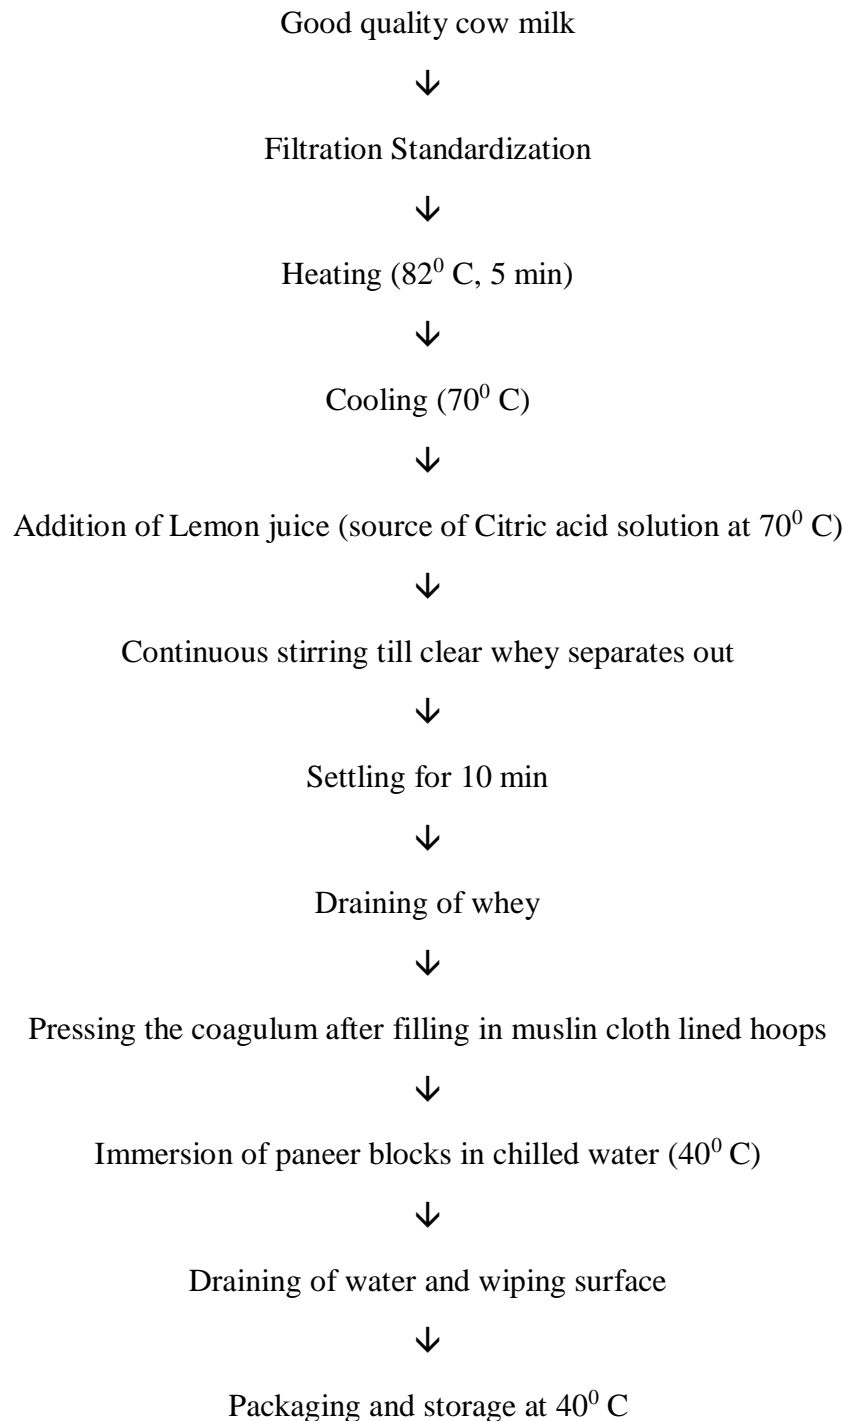 Good quality cow milk
↓
Filtration Standardization
↓
Heating (82⁰ C, 5 min)
↓
Cooling (70⁰ C)
↓
Addition of Lemon juice (source of Citric acid solution at 70⁰ C)
↓
Continuous stirring till clear whey separates out
↓
Settling for 10 min
↓
Draining of whey
↓
Pressing the coagulum after filling in muslin cloth lined hoops
↓
Immersion of paneer blocks in chilled water (40⁰ C)
↓
Draining of water and wiping surface
↓
Packaging and storage at 40⁰ C